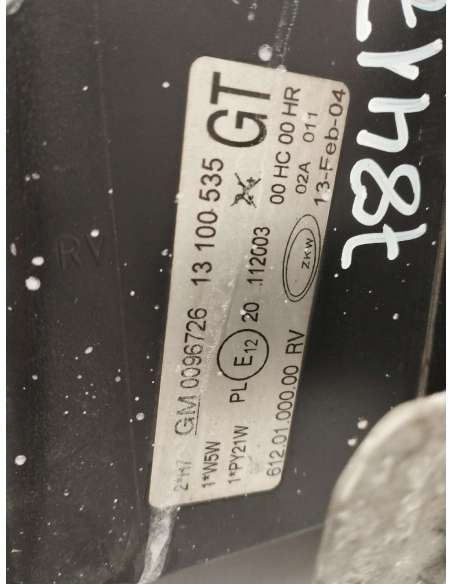 RV
2*H7 GM 0096726 13 100 535 GT
1*W5W
1*PY21W PL E12 20 112003 00 HC 00 HR
02A 011
612.01.000.00 RV ZKW 13-Feb-04